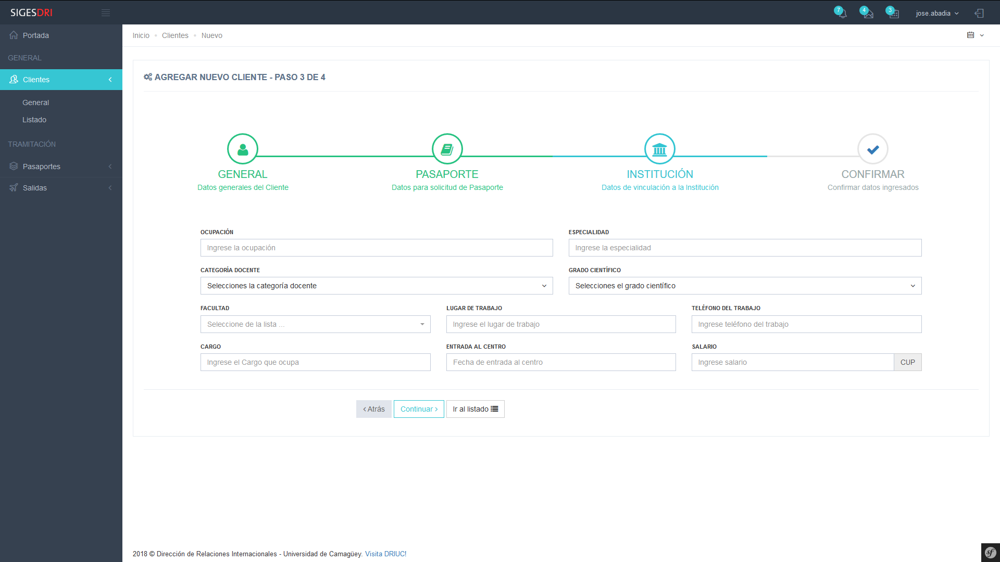 SIGESDRI
7
4
3
jose.abadia
Portada
Inicio • Clientes • Nuevo
GENERAL
Clientes
General
Listado
TRAMITACIÓN
Pasaportes
Salidas
AGREGAR NUEVO CLIENTE - PASO 3 DE 4
GENERAL
Datos generales del Cliente
PASAPORTE
Datos para solicitud de Pasaporte
INSTITUCIÓN
Datos de vinculación a la Institución
CONFIRMAR
Confirmar datos ingresados
OCUPACIÓN
Ingrese la ocupación
ESPECIALIDAD
Ingrese la especialidad
CATEGORÍA DOCENTE
Selecciones la categoría docente
GRADO CIENTÍFICO
Selecciones el grado científico
FACULTAD
Seleccione de la lista ...
LUGAR DE TRABAJO
Ingrese el lugar de trabajo
TELÉFONO DEL TRABAJO
Ingrese teléfono del trabajo
CARGO
Ingrese el Cargo que ocupa
ENTRADA AL CENTRO
Fecha de entrada al centro
SALARIO
Ingrese salario
CUP
Atrás
Continuar
Ir al listado
2018 © Dirección de Relaciones Internacionales - Universidad de Camagüey. Visita DRIUC!
sf